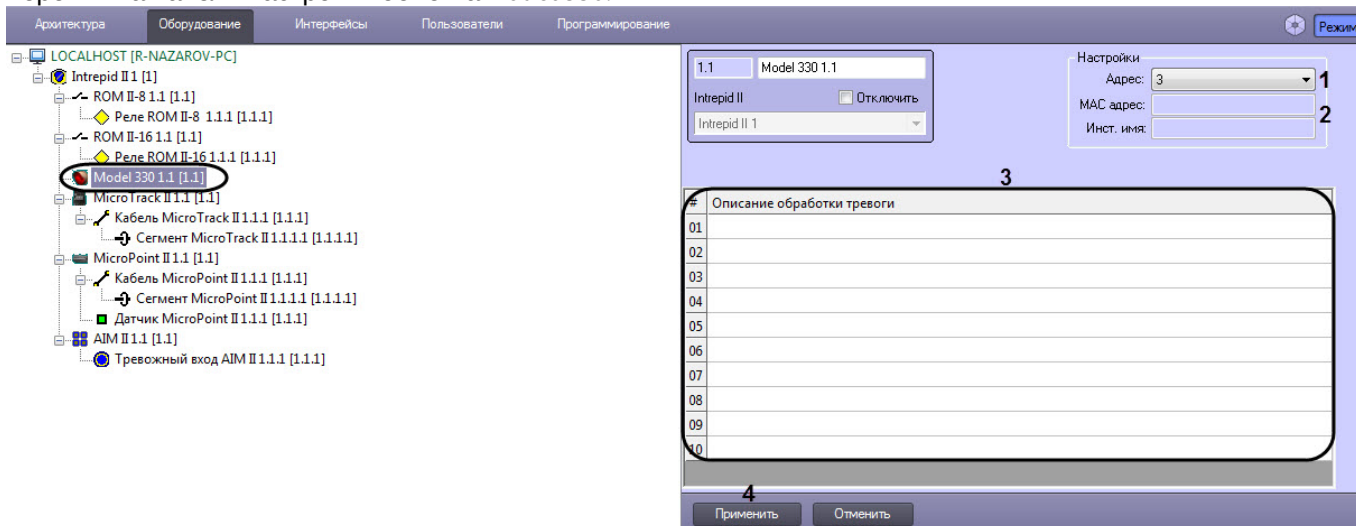 Архитектура
Оборудование
Интерфейсы
Пользователи
Программирование
Режим
LOCALHOST [R-NAZAROV-PC]
Intrepid II 1 [1]
ROM II-8 1.1 [1.1]
Реле ROM II-8 1.1.1 [1.1.1]
ROM II-16 1.1 [1.1]
Реле ROM II-16 1.1.1 [1.1.1]
Model 330 1.1 [1.1]
MicroTrack II 1.1 [1.1]
Кабель MicroTrack II 1.1.1 [1.1.1]
Сегмент MicroTrack II 1.1.1.1 [1.1.1.1]
MicroPoint II 1.1 [1.1]
Кабель MicroPoint II 1.1.1 [1.1.1]
Сегмент MicroPoint II 1.1.1.1 [1.1.1.1]
Датчик MicroPoint II 1.1.1 [1.1.1]
AIM II 1.1 [1.1]
Тревожный вход AIM II 1.1.1 [1.1.1]
1.1 Model 330 1.1
Intrepid II Отключить
Intrepid II 1
Настройки
Адрес: 3 1
MAC адрес:
2
Инст. имя:
3
# Описание обработки тревоги
01
02
03
04
05
06
07
08
09
10
4
Применить Отменить